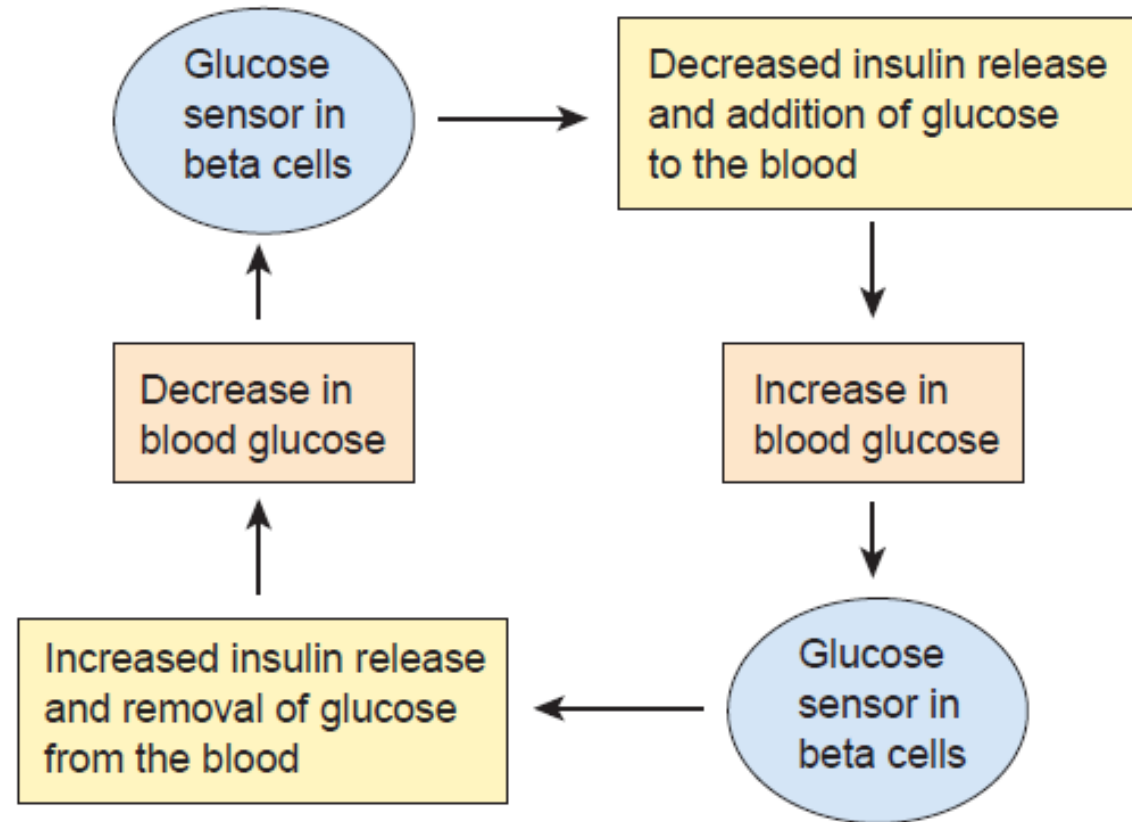 Glucose
sensor in
beta cells
Decreased insulin release
and addition of glucose
to the blood
Increase in
blood glucose
Glucose
sensor in
beta cells
Increased insulin release
and removal of glucose
from the blood
Decrease in
blood glucose